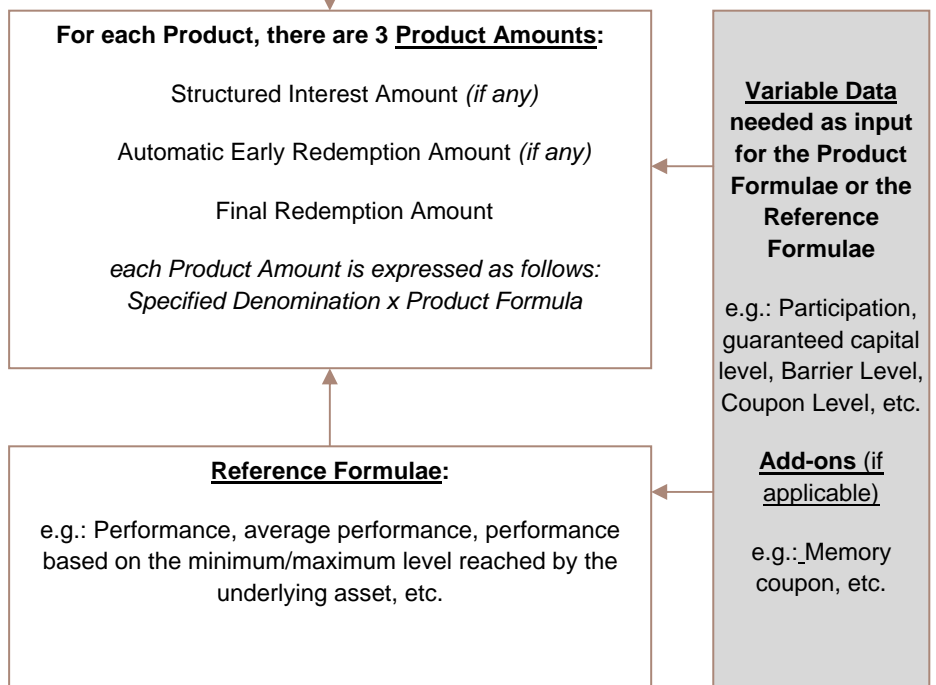 For each Product, there are 3 Product Amounts:
Structured Interest Amount (if any)
Automatic Early Redemption Amount (if any)
Final Redemption Amount
each Product Amount is expressed as follows:
Specified Denomination x Product Formula
Reference Formulae:
e.g.: Performance, average performance, performance
based on the minimum/maximum level reached by the
underlying asset, etc.
Variable Data
needed as input
for the Product
Formulae or the
Reference
Formulae
e.g.: Participation,
guaranteed capital
level, Barrier Level,
Coupon Level, etc.
Add-ons (if
applicable)
e.g.: Memory
coupon, etc.